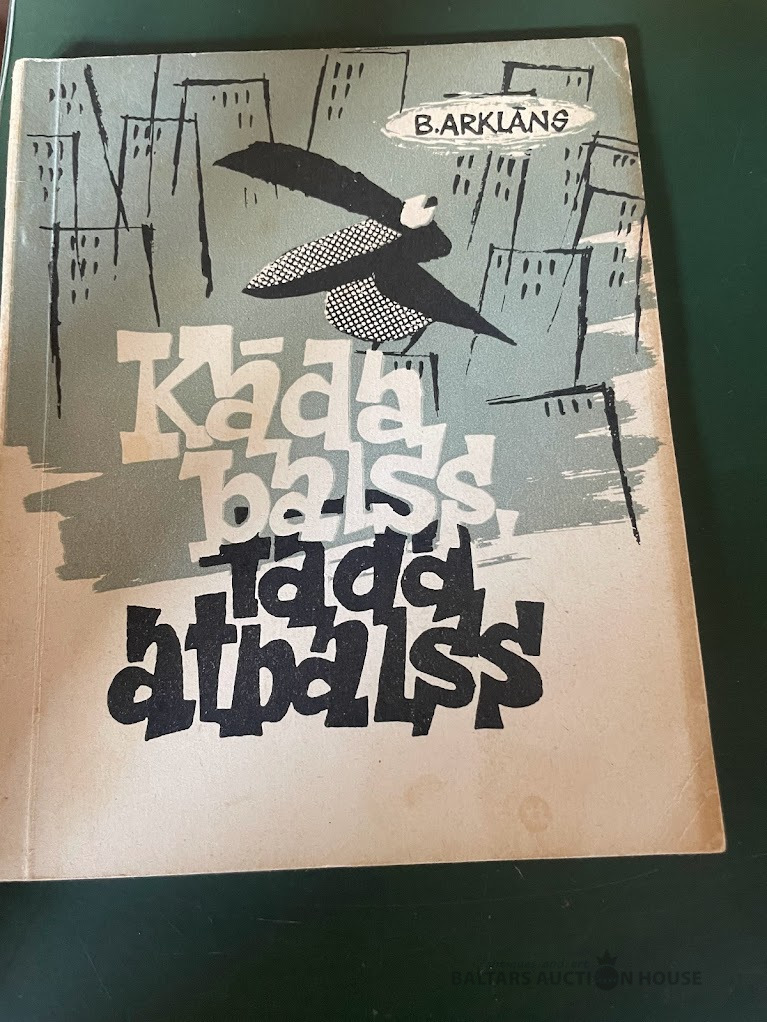 B.ARKLĀNS
Kāda
balss,
tāda
atbalss
BALTARS AUCTION HOUSE